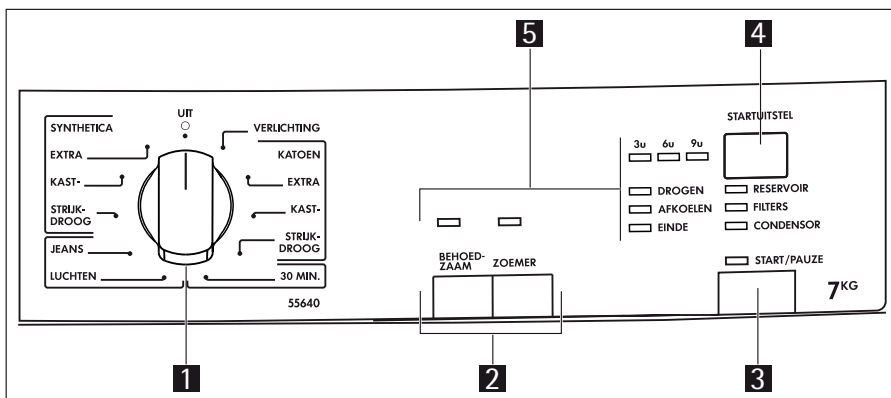 5
4
UIT
STARTUITSTEL
SYNTHETICA
VERLICHTING
EXTRA
KATOEN
KAST-
EXTRA
STRIJK-
DROOG
KAST-
JEANS
STRIJK-
DROOG
LUCHTEN
30 MIN.
55640
3u 6u 9u
DROGEN
AFKOELEN
EINDE
RESERVOIR
FILTERS
CONDENSOR
BEHOED-
ZAAM
ZOEMER
START/PAUZE
7KG
1
2
3